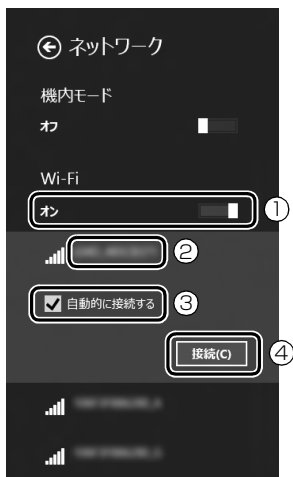 ネットワーク
機内モード
オフ
Wi-Fi
オン ①
②
自動的に接続する ③
接続(C) ④